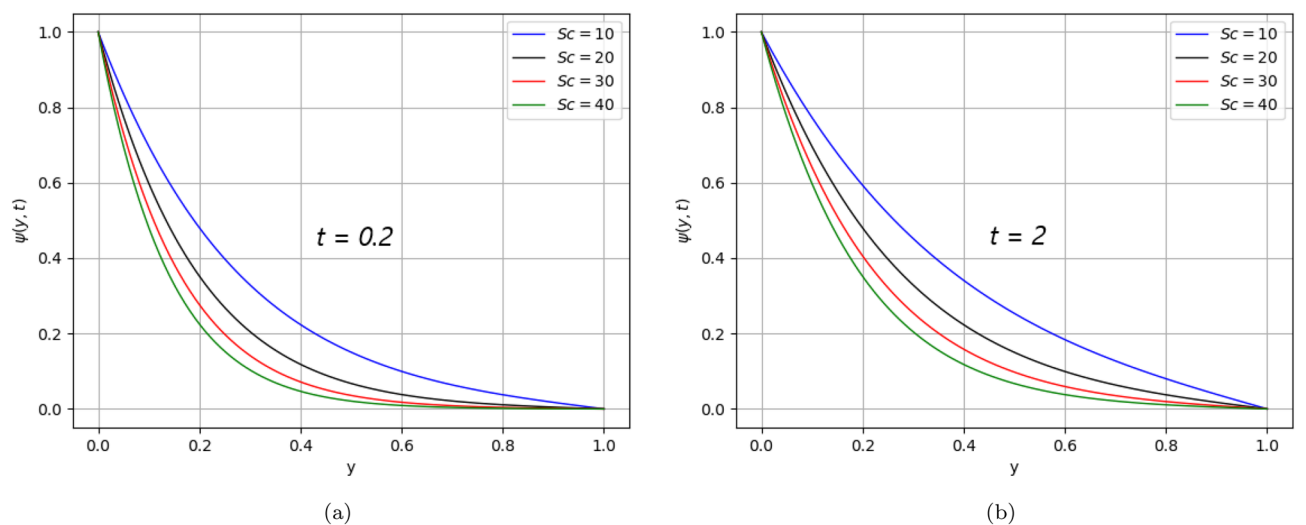 1.0
0.8
0.6
0.4
0.2
0.0
ψ(y, t)
Sc = 10
Sc = 20
Sc = 30
Sc = 40
t = 0.2
0.0 0.2 0.4 0.6 0.8 1.0
y
(a)
1.0
0.8
0.6
0.4
0.2
0.0
ψ(y, t)
Sc = 10
Sc = 20
Sc = 30
Sc = 40
t = 2
0.0 0.2 0.4 0.6 0.8 1.0
y
(b)